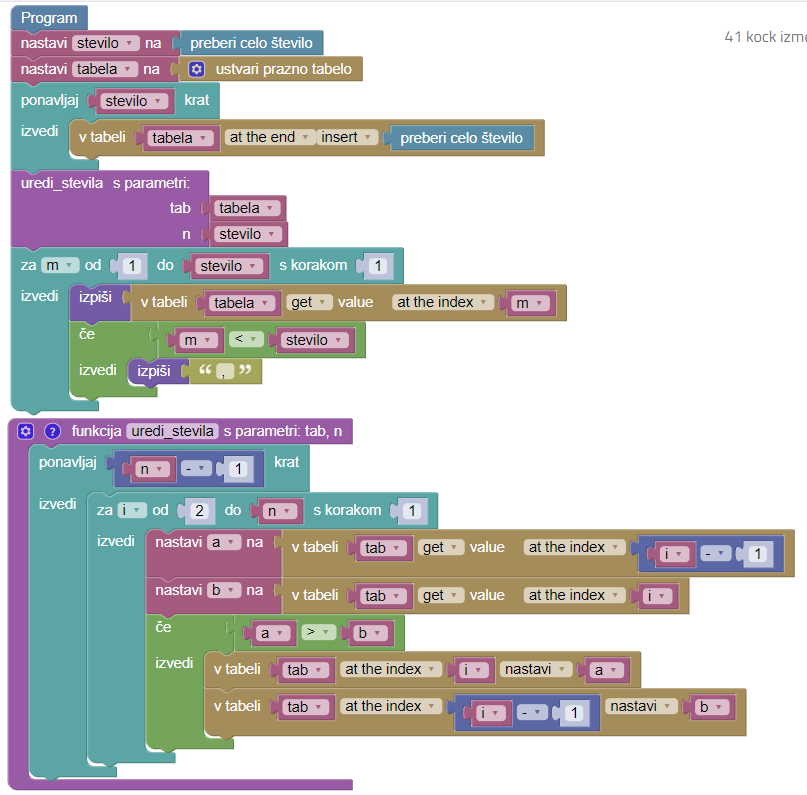 Program
nastavi stevilo na preberi celo število
41 kock izme
nastavi tabela na ustvari prazno tabelo
ponavljaj stevilo krat
izvedi v tabeli tabela at the end insert preberi celo število
uredi_stevila s parametri:
tab tabela
n stevilo
za m od 1 do stevilo s korakom 1
izvedi izpiši v tabeli tabela get value at the index m
če m < stevilo
izvedi izpiši “ , ”
? funkcija uredi_stevila s parametri: tab, n
ponavljaj n - 1 krat
izvedi za i od 2 do n s korakom 1
izvedi nastavi a na v tabeli tab get value at the index i - 1
nastavi b na v tabeli tab get value at the index i
če a > b
izvedi v tabeli tab at the index i nastavi a
v tabeli tab at the index i - 1 nastavi b